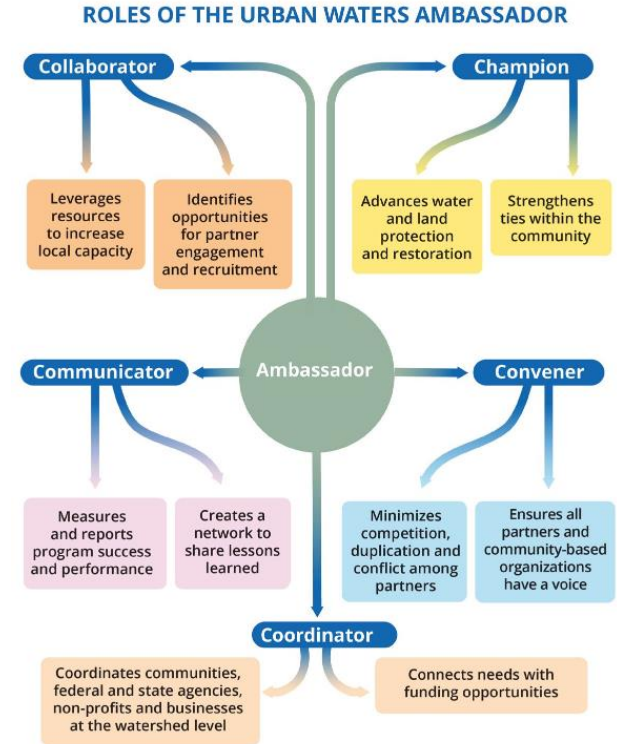 ROLES OF THE URBAN WATERS AMBASSADOR
Collaborator
Leverages
resources
to increase
local capacity
Identifies
opportunities
for partner
engagement
and recruitment
Champion
Advances water
and land
protection
and restoration
Strengthens
ties within the
community
Ambassador
Communicator
Measures
and reports
program success
and performance
Creates a
network to
share lessons
learned
Convener
Minimizes
competition,
duplication and
conflict among
partners
Ensures all
partners and
community-based
organizations
have a voice
Coordinator
Coordinates communities,
federal and state agencies,
non-profits and businesses
at the watershed level
Connects needs with
funding opportunities